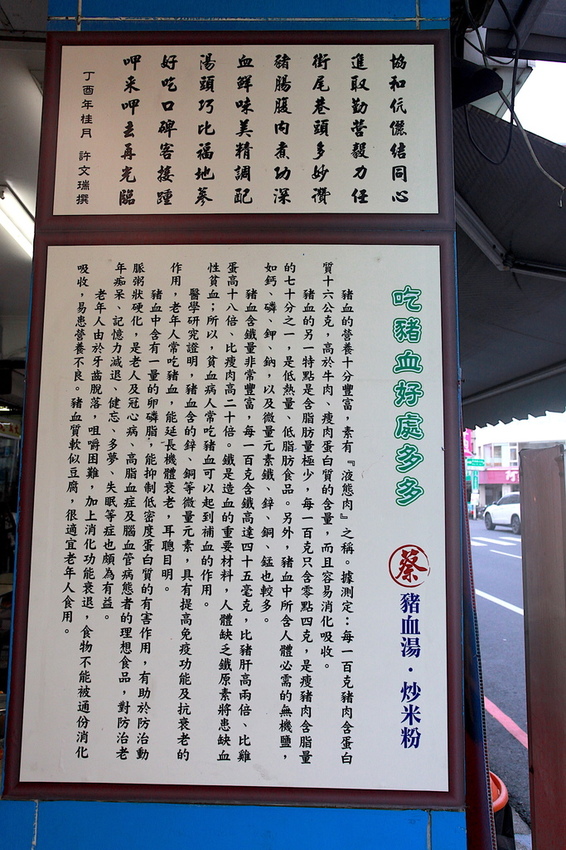 協和伉儷結同心
進取勤營毅力任
街尾巷頭多妙禮
豬腸腹內煮功深
血鮮味美精調配
湯頭巧比福地蔘
好吃口碑客接踵
呷采呷去再光臨
丁酉年桂月 許文瑞撰
吃豬血好處多多
蔡 豬血湯·炒米粉
豬血的營養十分豐富,素有『液態肉』之稱。據測定:每一百克豬肉含蛋白
質十六公克,高於牛肉、瘦肉蛋白質的含量,而且容易消化吸收。
豬血的另一特點是含脂肪量極少,每一百克只含零點四克,是瘦豬肉含脂量
的七十分之一,是低熱量、低脂肪食品。另外,豬血中所含人體必需的無機鹽,
如鈣、磷、鉀、鈉,以及微量元素鐵、鋅、銅、錳也較多。
豬血含鐵量非常豐富,每一百克含鐵高達四十五毫克,比豬肝高兩倍、比雞
蛋高十八倍、比瘦肉高二十倍。鐵是造血的重要材料,人體缺乏鐵原素將患缺血
性貧血;所以,貧血病人常吃豬血可以起到補血的作用。
醫學研究證明,豬血含的鋅、銅等微量元素,具有提高免疫功能及抗衰老的
作用,老年人常吃豬血,能延長機體衰老,耳聰目明。
豬血中含有一量的卵磷脂,能抑制低密度蛋白質的有害作用,有助於防治動
脈粥狀硬化,是老人及冠心病、高脂血症及腦血管病態者的理想食品,對防治老
年痴呆、記憶力減退、健忘、多夢、失眠等症也頗為有益。
老年人由於牙齒脫落,咀嚼困難,加上消化功能衰退,食物不能被通份消化
吸收,易患營養不良。豬血質軟似豆腐,很適宜老年人食用。